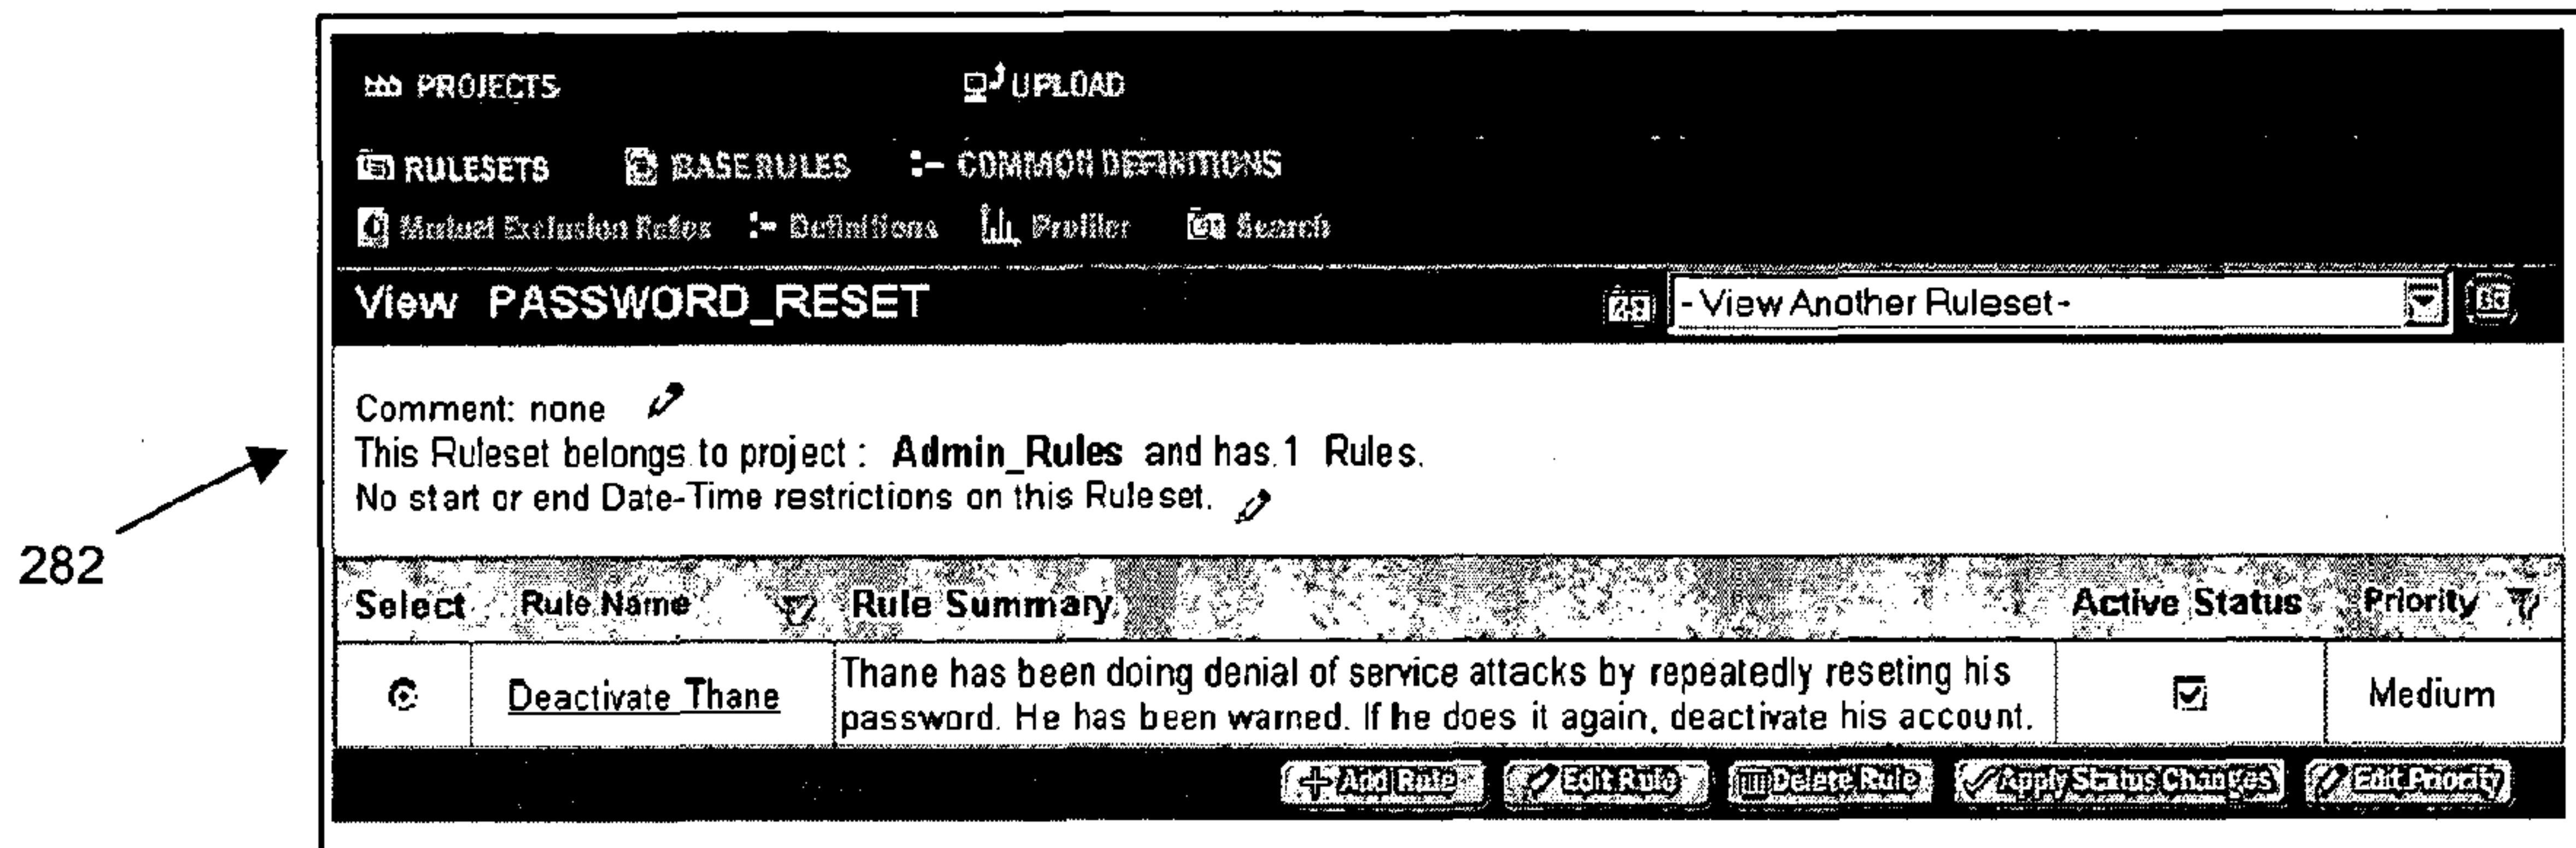 PROJECTS UPLOAD
RULESETS BASE RULES :- COMMON DEFINITIONS
Mutual Exclusion Rules :- Definitions Profiler Search
View PASSWORD_RESET - View Another Ruleset - Go
Comment: none
This Ruleset belongs to project : Admin_Rules and has 1 Rules.
No start or end Date-Time restrictions on this Ruleset.
282
Select Rule Name Rule Summary Active Status Priority
Deactivate Thane Thane has been doing denial of service attacks by repeatedly reseting his Medium
password. He has been warned. If he does it again, deactivate his account.
Add Rule Edit Rule Delete Rule Apply Status Changes Edit Priority